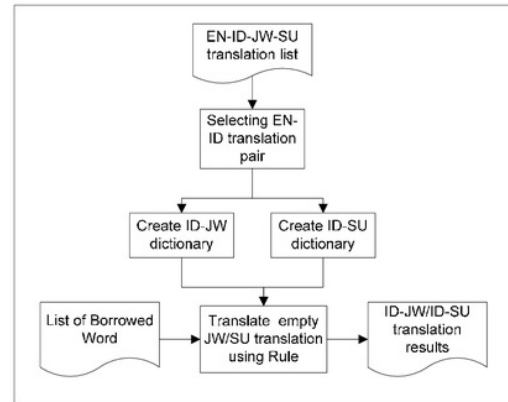 EN-ID-JW-SU
translation list
Selecting EN-
ID translation
pair
Create ID-JW
dictionary
Create ID-SU
dictionary
List of Borrowed
Word
Translate empty
JW/SU translation
using Rule
ID-JW/ID-SU
translation
results